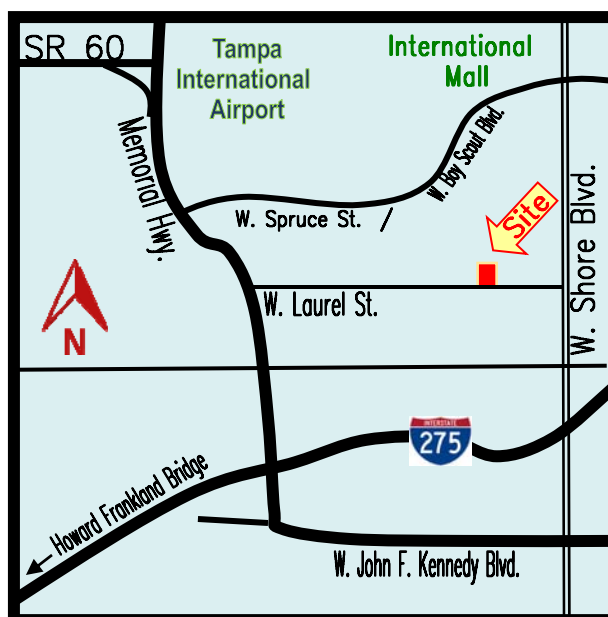 SR 60
Tampa
International
Airport
International
Mall
Memorial Hwy.
W. Boy Scout Blvd.
W. Spruce St. /
Site
W. Shore Blvd.
W. Laurel St.
N
INTERSTATE
275
Howard Frankland Bridge
W. John F. Kennedy Blvd.